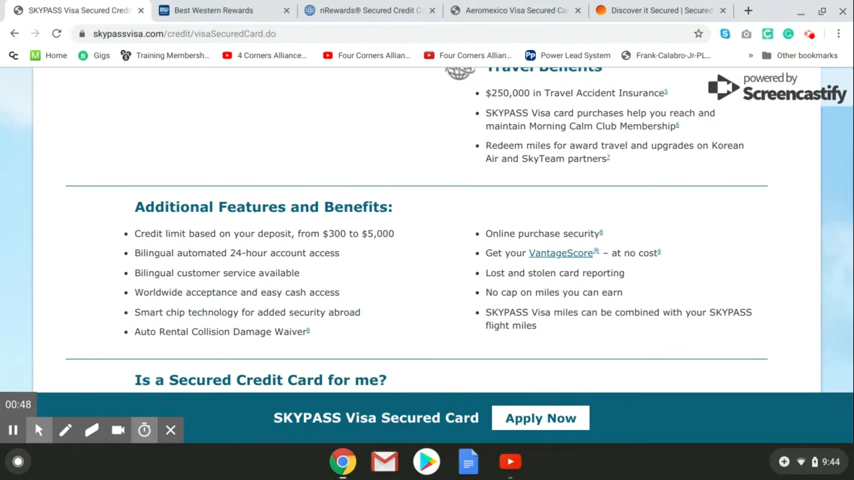 SKYPASS Visa Secured Credi
Best Western Rewards
nRewards® Secured Credit C
Aeromexico Visa Secured Car
Discover it Secured | Secured
skypassvisa.com/credit/visaSecuredCard.do
Home
Gigs
Training Membersh...
4 Corners Alliance...
Four Corners Allian...
Four Corners Allian...
Power Lead System
Frank-Calabro-Jr-PL...
» Other bookmarks
powered by
Screencastify
Travel Benefits
• $250,000 in Travel Accident Insurance5
• SKYPASS Visa card purchases help you reach and
maintain Morning Calm Club Membership6
• Redeem miles for award travel and upgrades on Korean
Air and SkyTeam partners7
Additional Features and Benefits:
• Credit limit based on your deposit, from $300 to $5,000
• Bilingual automated 24-hour account access
• Bilingual customer service available
• Worldwide acceptance and easy cash access
• Smart chip technology for added security abroad
• Auto Rental Collision Damage Waiver8
• Online purchase security8
• Get your VantageScore® – at no cost9
• Lost and stolen card reporting
• No cap on miles you can earn
• SKYPASS Visa miles can be combined with your SKYPASS
flight miles
Is a Secured Credit Card for me?
00:48
SKYPASS Visa Secured Card
Apply Now
9:44